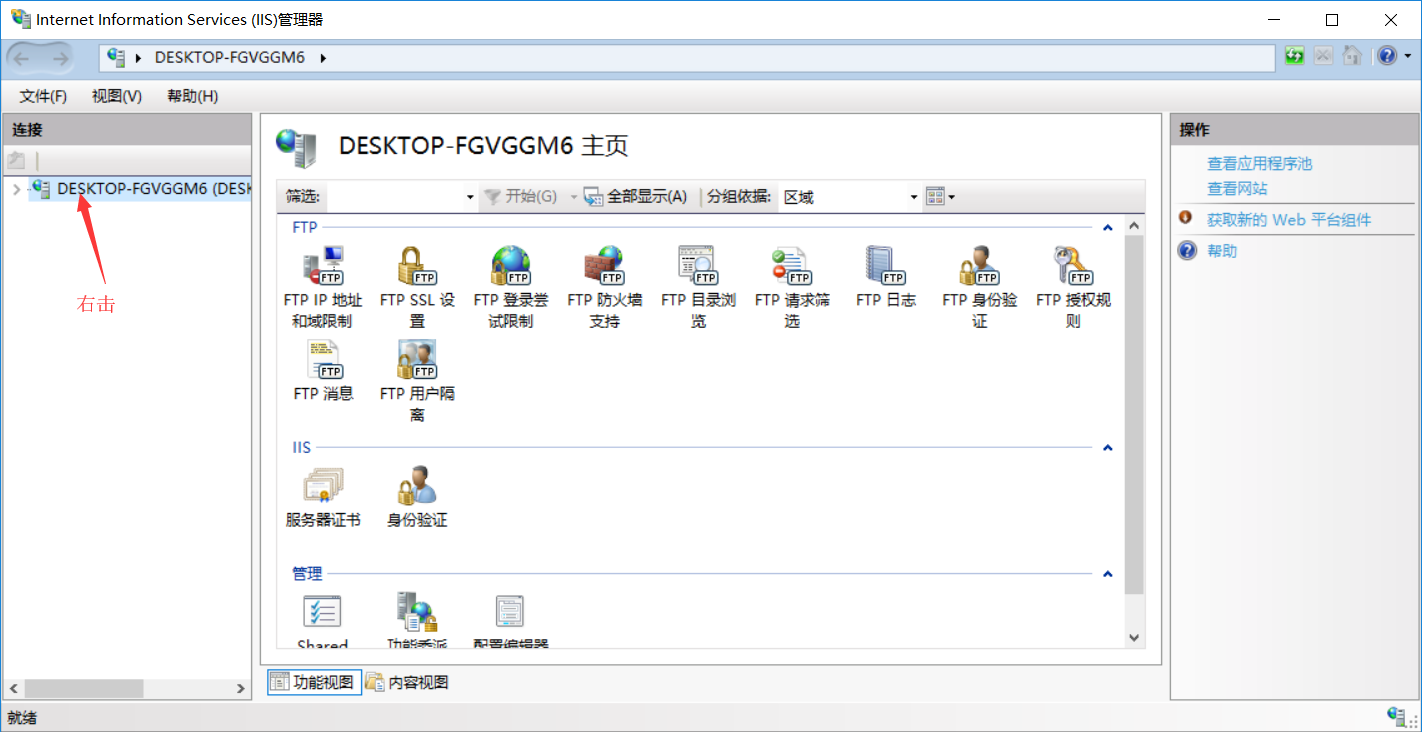 Internet Information Services (IIS)管理器
DESKTOP-FGVGGM6
文件(F) 视图(V) 帮助(H)
连接
DESKTOP-FGVGGM6 (DESK
右击
DESKTOP-FGVGGM6 主页
筛选: 开始(G) 全部显示(A) 分组依据: 区域
FTP
FTP IP 地址
和域限制
FTP SSL 设
置
FTP 登录尝
试限制
FTP 防火墙
支持
FTP 目录浏
览
FTP 请求筛
选
FTP 日志
FTP 身份验
证
FTP 授权规
则
FTP 消息
FTP 用户隔
离
IIS
服务器证书
身份验证
管理
Shared
功能委派
配置编辑器
功能视图 内容视图
操作
查看应用程序池
查看网站
获取新的 Web 平台组件
帮助
就绪